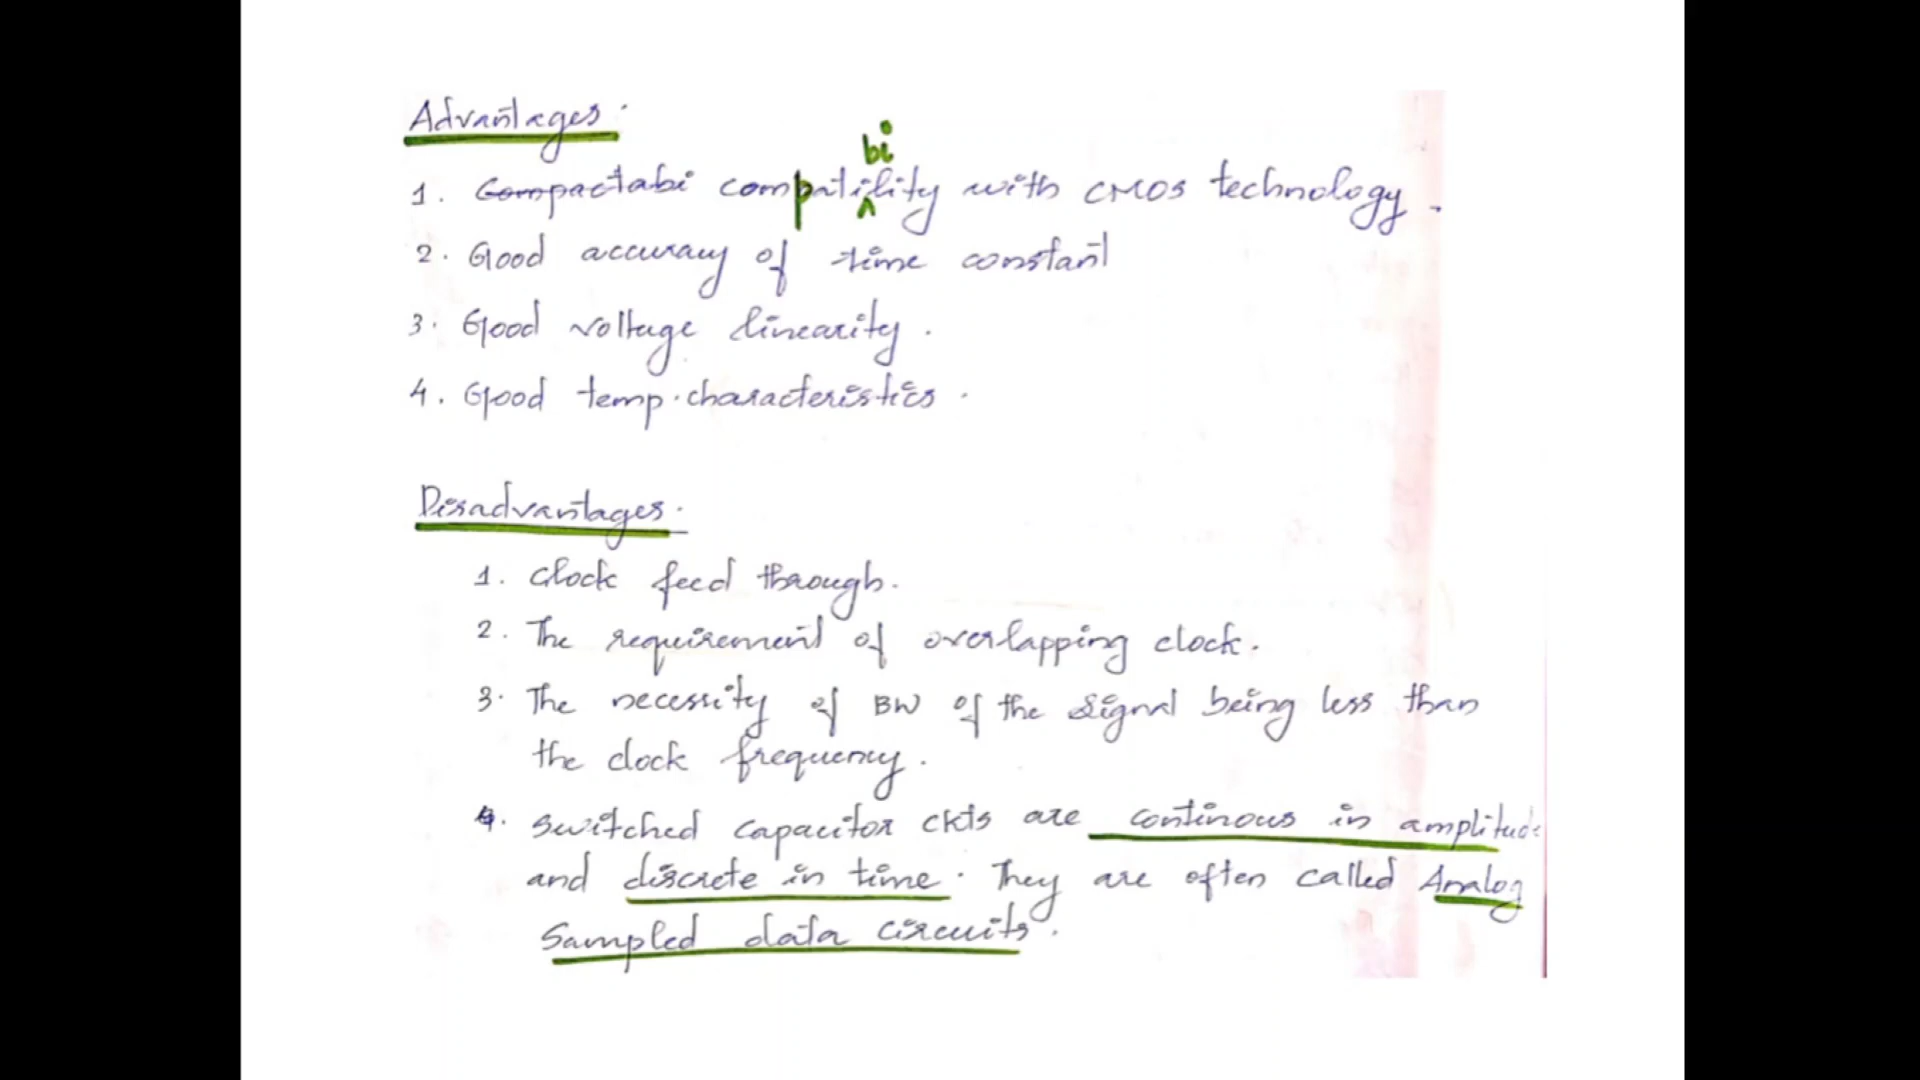 Advantages.
1. Compactabi compatibility with CMOS technology.
2. Good accuracy of time constant
3. Good voltage linearity.
4. Good temp. characteristics.
Disadvantages.
1. Clock feed through.
2. The requirement of overlapping clock.
3. The necessity of BW of the signal being less than
the clock frequency.
4. Switched capacitor ckts are continous in amplitude
and discrete in time. They are often called Analog
Sampled data circuits.